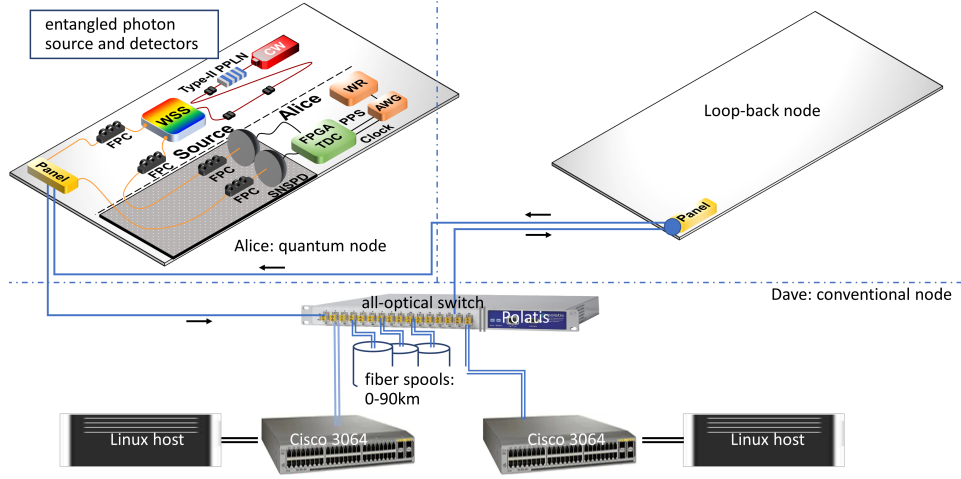 entangled photon
source and detectors
Type-II PPLN
CW
WSS
FPC
FPC
Source
Alice
WR
AWG
PPS
Clock
FPGA
TDC
FPC
FPC
SNSPD
Panel
Alice: quantum node
Loop-back node
Panel
Dave: conventional node
all-optical switch
Polatis
fiber spools:
0-90km
Linux host
Cisco 3064
Cisco 3064
Linux host